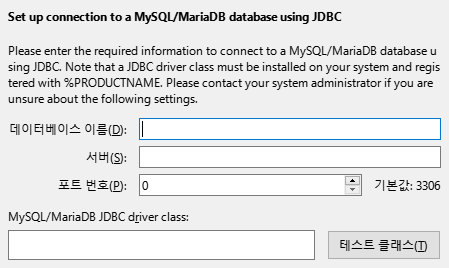 Set up connection to a MySQL/MariaDB database using JDBC
Please enter the required information to connect to a MySQL/MariaDB database u
sing JDBC. Note that a JDBC driver class must be installed on your system and regis
tered with %PRODUCTNAME. Please contact your system administrator if you are
unsure about the following settings.
데이터베이스 이름(D):
서버(S):
포트 번호(P): 0 기본값: 3306
MySQL/MariaDB JDBC driver class:
테스트 클래스(T)